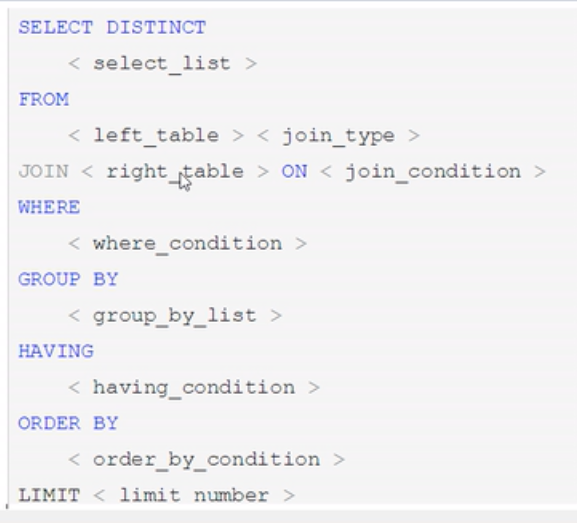 SELECT DISTINCT
< select_list >
FROM
< left_table > < join_type >
JOIN < right_table > ON < join_condition >
WHERE
< where_condition >
GROUP BY
< group_by_list >
HAVING
< having_condition >
ORDER BY
< order_by_condition >
LIMIT < limit number >